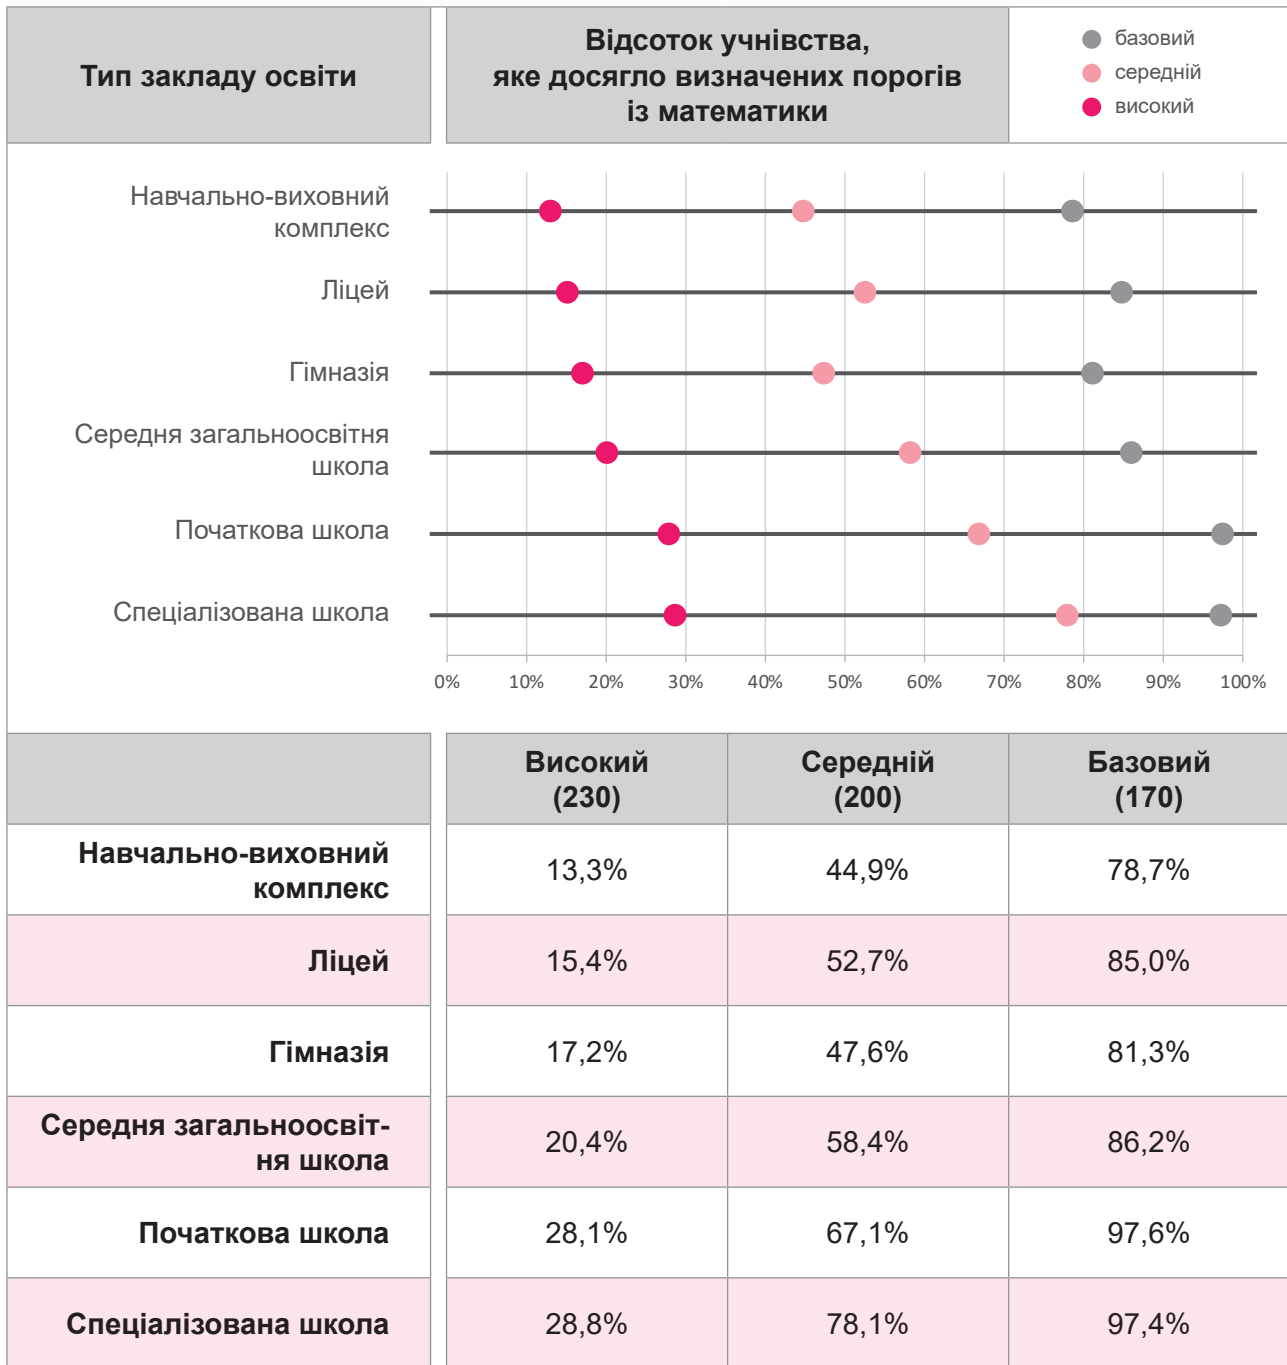 Тип закладу освіти
Відсоток учнівства,
яке досягло визначених порогів
із математики
базовий
середній
високий
Навчально-виховний
комплекс
Ліцей
Гімназія
Середня загальноосвітня
школа
Початкова школа
Спеціалізована школа
0% 10% 20% 30% 40% 50% 60% 70% 80% 90% 100%
Високий
(230)
Середній
(200)
Базовий
(170)
Навчально-виховний
комплекс
13,3% 44,9% 78,7%
Ліцей 15,4% 52,7% 85,0%
Гімназія 17,2% 47,6% 81,3%
Середня загальноосвіт-
ня школа
20,4% 58,4% 86,2%
Початкова школа 28,1% 67,1% 97,6%
Спеціалізована школа 28,8% 78,1% 97,4%